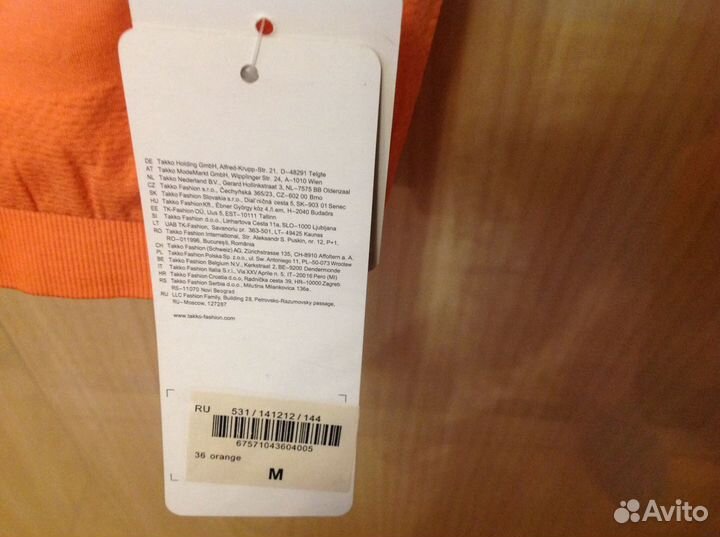 DE Takko Holding GmbH, Alfred-Krupp-Str. 21, D-48291 Telgte
AT Takko ModeMarkt GmbH, Wipplinger Str. 24, A-1010 Wien
NL Takko Nederland B.V., Gerard Hollinkstraat 3, NL-7575 BB Oldenzaal
CZ Takko Fashion s.r.o., Čechyňská 365/23, CZ-602 00 Brno
SK Takko Fashion Slovakia s.r.o., Diaľničná cesta 5, SK-903 01 Senec
HU Takko Fashion Kft., Ébner György köz 4./I.em, H-2040 Budaörs
EE TK-Fashion OÜ, Uus 5, EST-10111 Tallinn
SI Takko Fashion d.o.o., Linhartova Cesta 11a, SLO-1000 Ljubljana
LT UAB TK-Fashion, Savanoriu pr. 363-501, LT-49425 Kaunas
RO Takko Fashion International, Str. Aleksandr S. Puskin, nr. 12, P+1,
RO-011996, Bucureşti, România
CH Takko Fashion (Schweiz) AG, Zürichstrasse 135, CH-8910 Affoltern a. A.
PL Takko Fashion Polska Sp. z o.o., ul. Św. Antoniego 11, PL-50-073 Wrocław
BE Takko Fashion Belgium N.V., Kerkstraat 2, BE-9200 Dendermonde
IT Takko Fashion Italia S.r.l., Via XXV Aprile n. 5, IT-20016 Pero (MI)
HR Takko Fashion Croatia d.o.o., Radnička cesta 39, HR-10000 Zagreb
RS Takko Fashion Serbia d.o.o., Milutina Milankovica 136a,
RS-11070 Novi Beograd
RU LLC Fashion Family, Building 28, Petrovsko-Razumovsky passage,
RU-Moscow, 127287
www.takko-fashion.com
RU 531/141212/144
67571043604005
36 orange
M
Avito